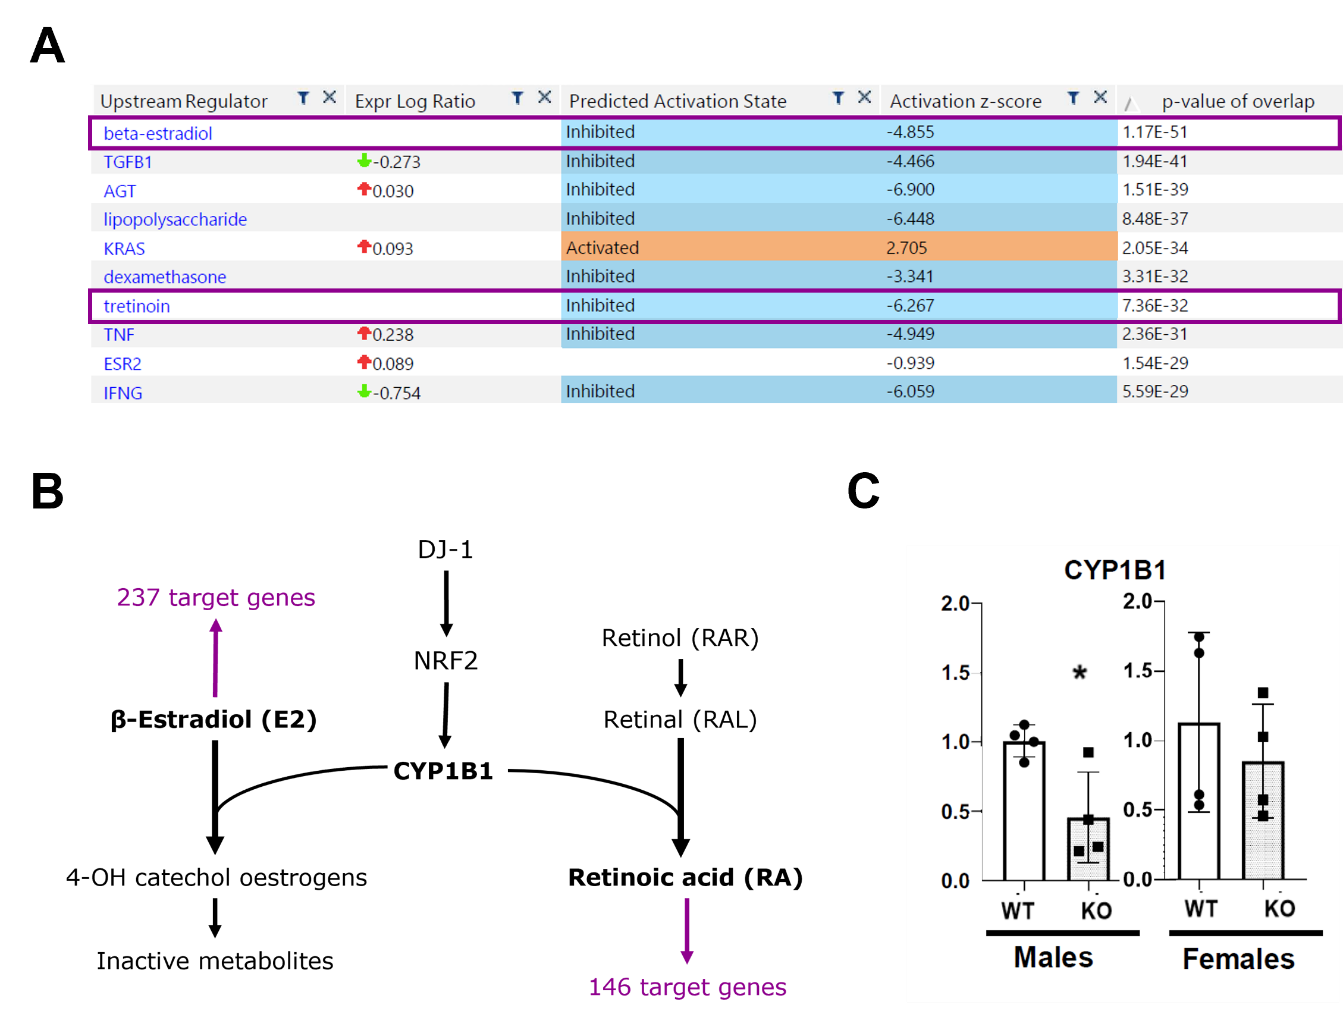 A
Upstream Regulator Expr Log Ratio Predicted Activation State Activation z-score p-value of overlap
beta-estradiol Inhibited -4.855 1.17E-51
TGFB1 -0.273 Inhibited -4.466 1.94E-41
AGT 0.030 Inhibited -6.900 1.51E-39
lipopolysaccharide Inhibited -6.448 8.48E-37
KRAS 0.093 Activated 2.705 2.05E-34
dexamethasone Inhibited -3.341 3.31E-32
tretinoin Inhibited -6.267 7.36E-32
TNF 0.238 Inhibited -4.949 2.36E-31
ESR2 0.089 -0.939 1.54E-29
IFNG -0.754 Inhibited -6.059 5.59E-29
B
DJ-1
237 target genes
NRF2
Retinol (RAR)
β-Estradiol (E2)
Retinal (RAL)
CYP1B1
4-OH catechol oestrogens
Retinoic acid (RA)
Inactive metabolites
146 target genes
C
CYP1B1
2.0
1.5
1.0
0.5
0.0
*
WT KO
Males
2.0
1.5
1.0
0.5
0.0
WT KO
Females